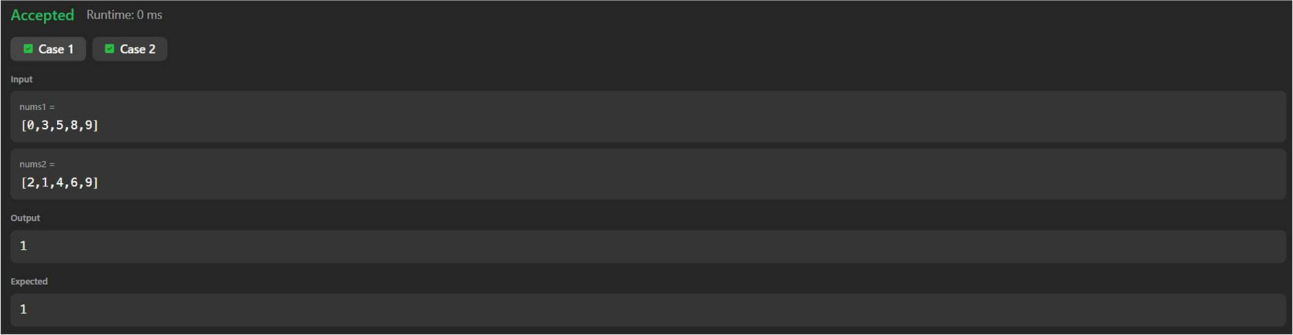 Accepted Runtime: 0 ms
Case 1 Case 2
Input
nums1 =
[0,3,5,8,9]
nums2 =
[2,1,4,6,9]
Output
1
Expected
1